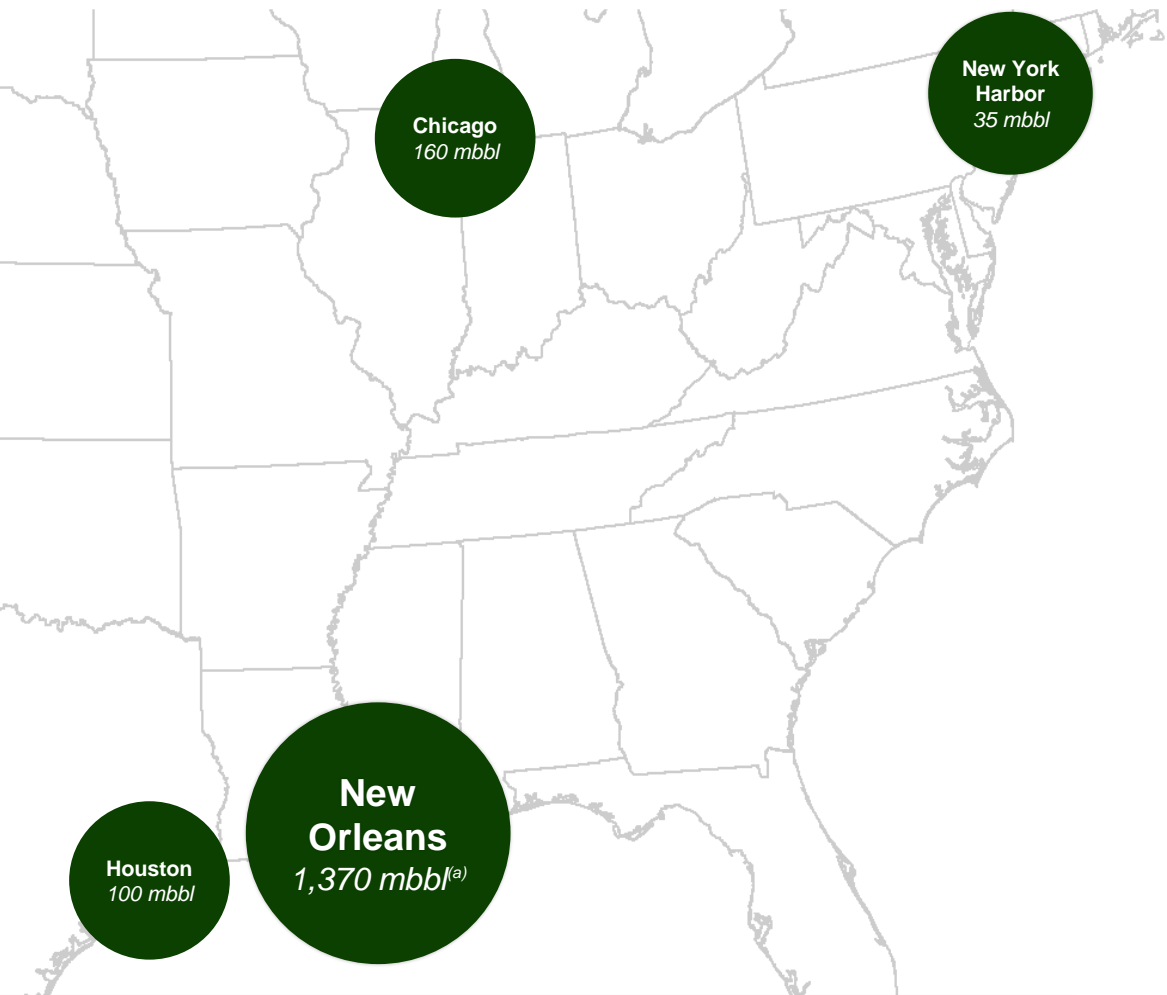 New York
Harbor
35 mbbl
Chicago
160 mbbl
New
Orleans
1,370 mbbl(a)
Houston
100 mbbl